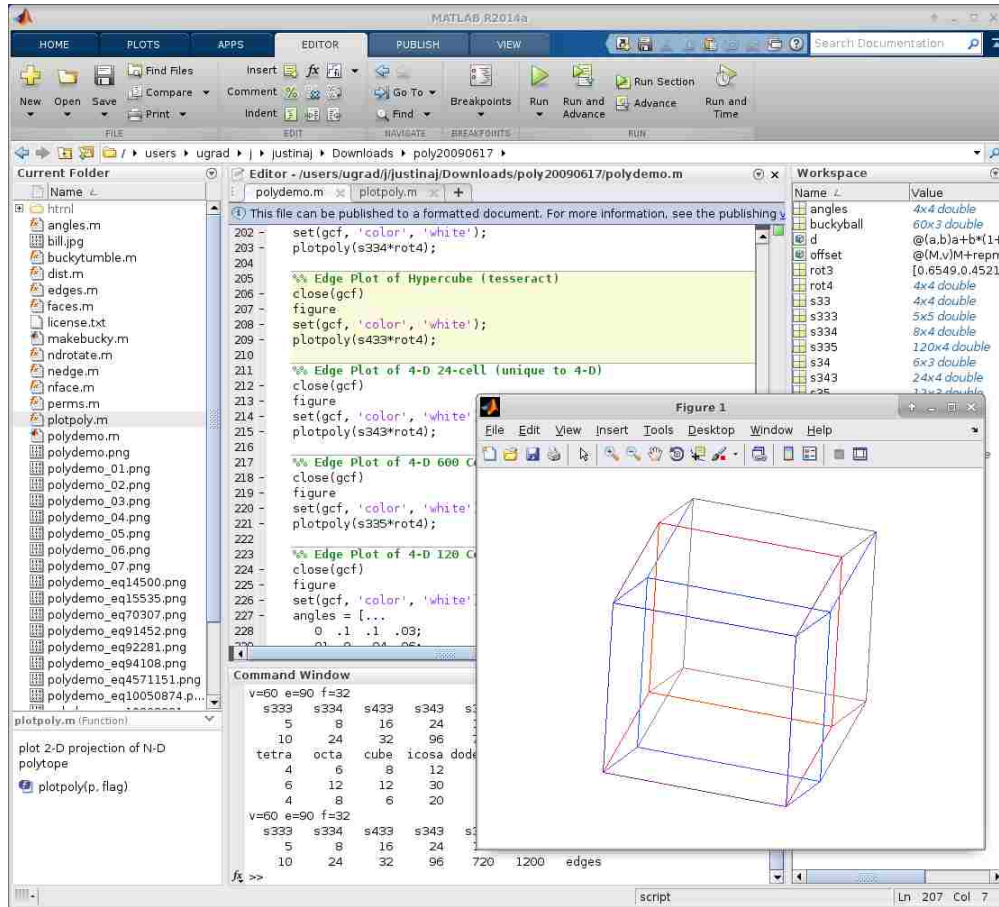 MATLAB R2014a
HOME PLOTS APPS EDITOR PUBLISH VIEW
Search Documentation
New Open Save Find Files Compare Print
Insert fx
Comment
Indent
Go To
Find
Breakpoints
Run Run and Advance Run Section Advance Run and Time
FILE EDIT NAVIGATE BREAKPOINTS RUN
/ users ugrad j justinaj Downloads poly20090617
Current Folder
Name
html
angles.m
bill.jpg
buckytumble.m
dist.m
edges.m
faces.m
license.txt
makebucky.m
ndrotate.m
nedge.m
nface.m
perms.m
plotpoly.m
polydemo.m
polydemo.png
polydemo_01.png
polydemo_02.png
polydemo_03.png
polydemo_04.png
polydemo_05.png
polydemo_06.png
polydemo_07.png
polydemo_eq14500.png
polydemo_eq15535.png
polydemo_eq70307.png
polydemo_eq91452.png
polydemo_eq92281.png
polydemo_eq94108.png
polydemo_eq4571151.png
polydemo_eq10050874.p...
plotpoly.m (Function)
plot 2-D projection of N-D
polytope
plotpoly(p, flag)
Editor - /users/ugrad/j/justinaj/Downloads/poly20090617/polydemo.m
polydemo.m plotpoly.m +
This file can be published to a formatted document. For more information, see the publishing
202 - set(gcf, 'color', 'white');
203 - plotpoly(s334*rot4);
204
205 %% Edge Plot of Hypercube (tesseract)
206 - close(gcf)
207 - figure
208 - set(gcf, 'color', 'white');
209 - plotpoly(s433*rot4);
210
211 %% Edge Plot of 4-D 24-cell (unique to 4-D)
212 - close(gcf)
213 - figure
214 - set(gcf, 'color', 'white'
215 - plotpoly(s343*rot4);
216
217 %% Edge Plot of 4-D 600 C
218 - close(gcf)
219 - figure
220 - set(gcf, 'color', 'white'
221 - plotpoly(s335*rot4);
222
223 %% Edge Plot of 4-D 120 C
224 - close(gcf)
225 - figure
226 - set(gcf, 'color', 'white'
227 - angles = [...
228 0 .1 .1 .03;
Command Window
v=60 e=90 f=32
s333 s334 s433 s343
5 8 16 24
10 24 32 96
tetra octa cube icosa dode
4 6 8 12
6 12 12 30
4 8 6 20
v=60 e=90 f=32
s333 s334 s433 s343
5 8 16 24
10 24 32 96 720 1200 edges
fx >>
Workspace
Name Value
angles 4x4 double
buckyball 60x3 double
d @(a,b)a+b*(1+
offset @(M,v)M+repm
rot3 [0.6549,0.4521
rot4 4x4 double
s33 4x4 double
s333 5x5 double
s334 8x4 double
s335 120x4 double
s34 6x3 double
s343 24x4 double
s35 12x3 double
Figure 1
File Edit View Insert Tools Desktop Window Help
script Ln 207 Col 7